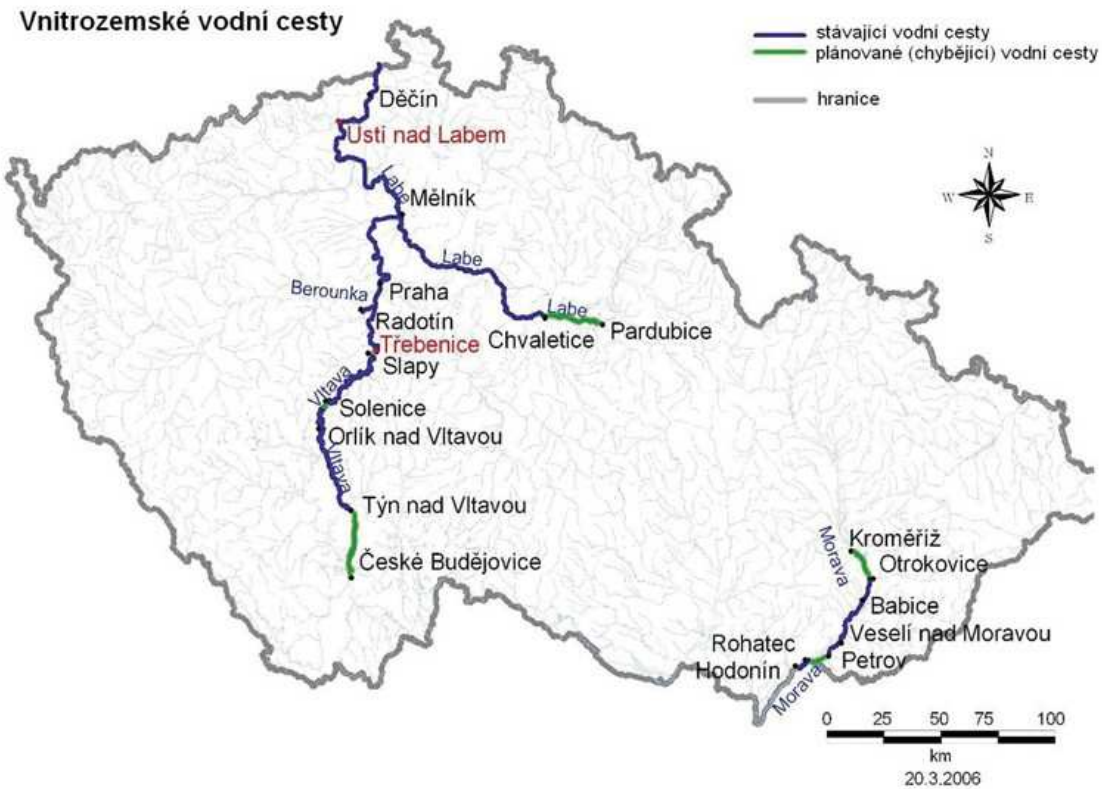 Vnitrozemské vodní cesty
stávající vodní cesty
plánované (chybějící) vodní cesty
hranice
N
W
E
S
Děčín
Usti nad Labem
Labe
Mělník
Labe
Berounka
Praha
Labe
Radotín
Chvaletice
Pardubice
Třebenice
Slapy
Vltava
Solenice
Orlík nad Vltavou
Vltava
Týn nad Vltavou
České Budějovice
Kroměříž
Morava
Otrokovice
Babice
Veselí nad Moravou
Rohatec
Petrov
Hodonín
Morava
0 25 50 75 100
km
20.3.2006